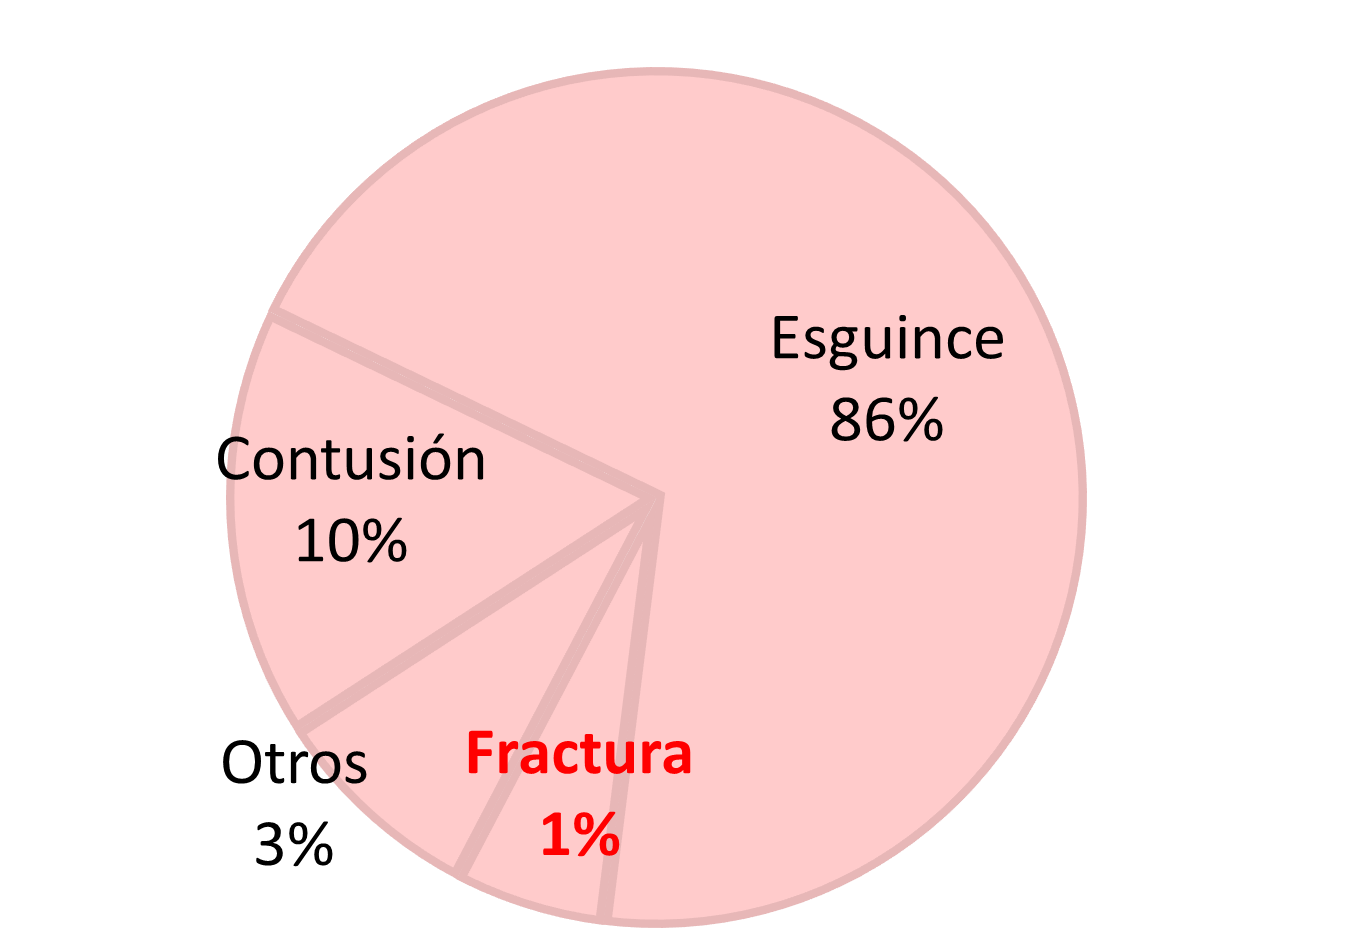 Esguince
86%
Contusión
10%
Otros
3%
Fractura
1%